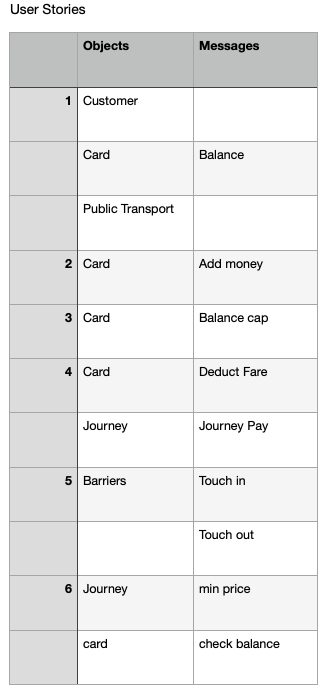 User Stories
Objects Messages
1 Customer
Card Balance
Public Transport
2 Card Add money
3 Card Balance cap
4 Card Deduct Fare
Journey Journey Pay
5 Barriers Touch in
Touch out
6 Journey min price
card check balance